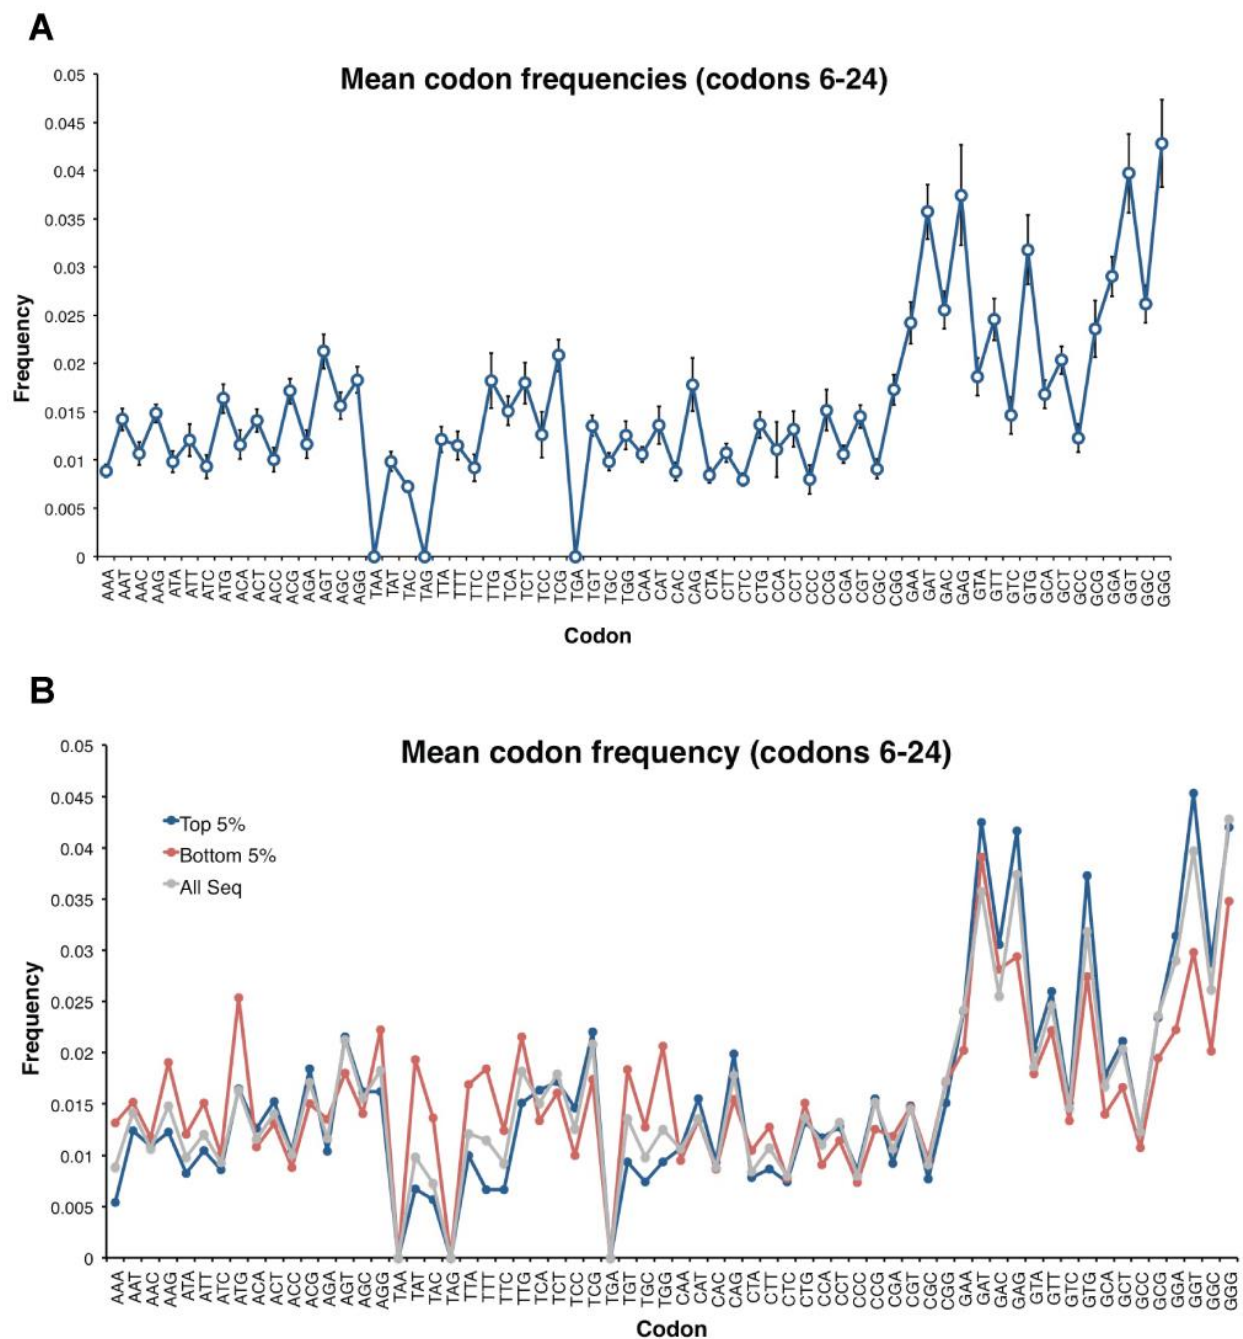 A
Mean codon frequencies (codons 6-24)
0.05
0.045
0.04
0.035
0.03
0.025
0.02
0.015
0.01
0.005
0
Frequency
AAA AAT AAC AAG ATA ATT ATC ATG ACA ACT ACC ACG AGA AGT AGC AGG TAA TAT TAC TAG TTA TTT TTC TTG TCA TCT TCC TCG TGA TGT TGC TGG CAA CAT CAC CAG CTA CTT CTC CTG CCA CCT CCC CCG CGA CGT CGC CGG GAA GAT GAC GAG GTA GTT GTC GTG GCA GCT GCC GCG GGA GGT GGC GGG
Codon
B
Mean codon frequency (codons 6-24)
0.05
0.045
0.04
0.035
0.03
0.025
0.02
0.015
0.01
0.005
0
Frequency
Top 5%
Bottom 5%
All Seq
AAA AAT AAC AAG ATA ATT ATC ATG ACA ACT ACC ACG AGA AGT AGC AGG TAA TAT TAC TAG TTA TTT TTC TTG TCA TCT TCC TCG TGA TGT TGC TGG CAA CAT CAC CAG CTA CTT CTC CTG CCA CCT CCC CCG CGA CGT CGC CGG GAA GAT GAC GAG GTA GTT GTC GTG GCA GCT GCC GCG GGA GGT GGC GGG
Codon